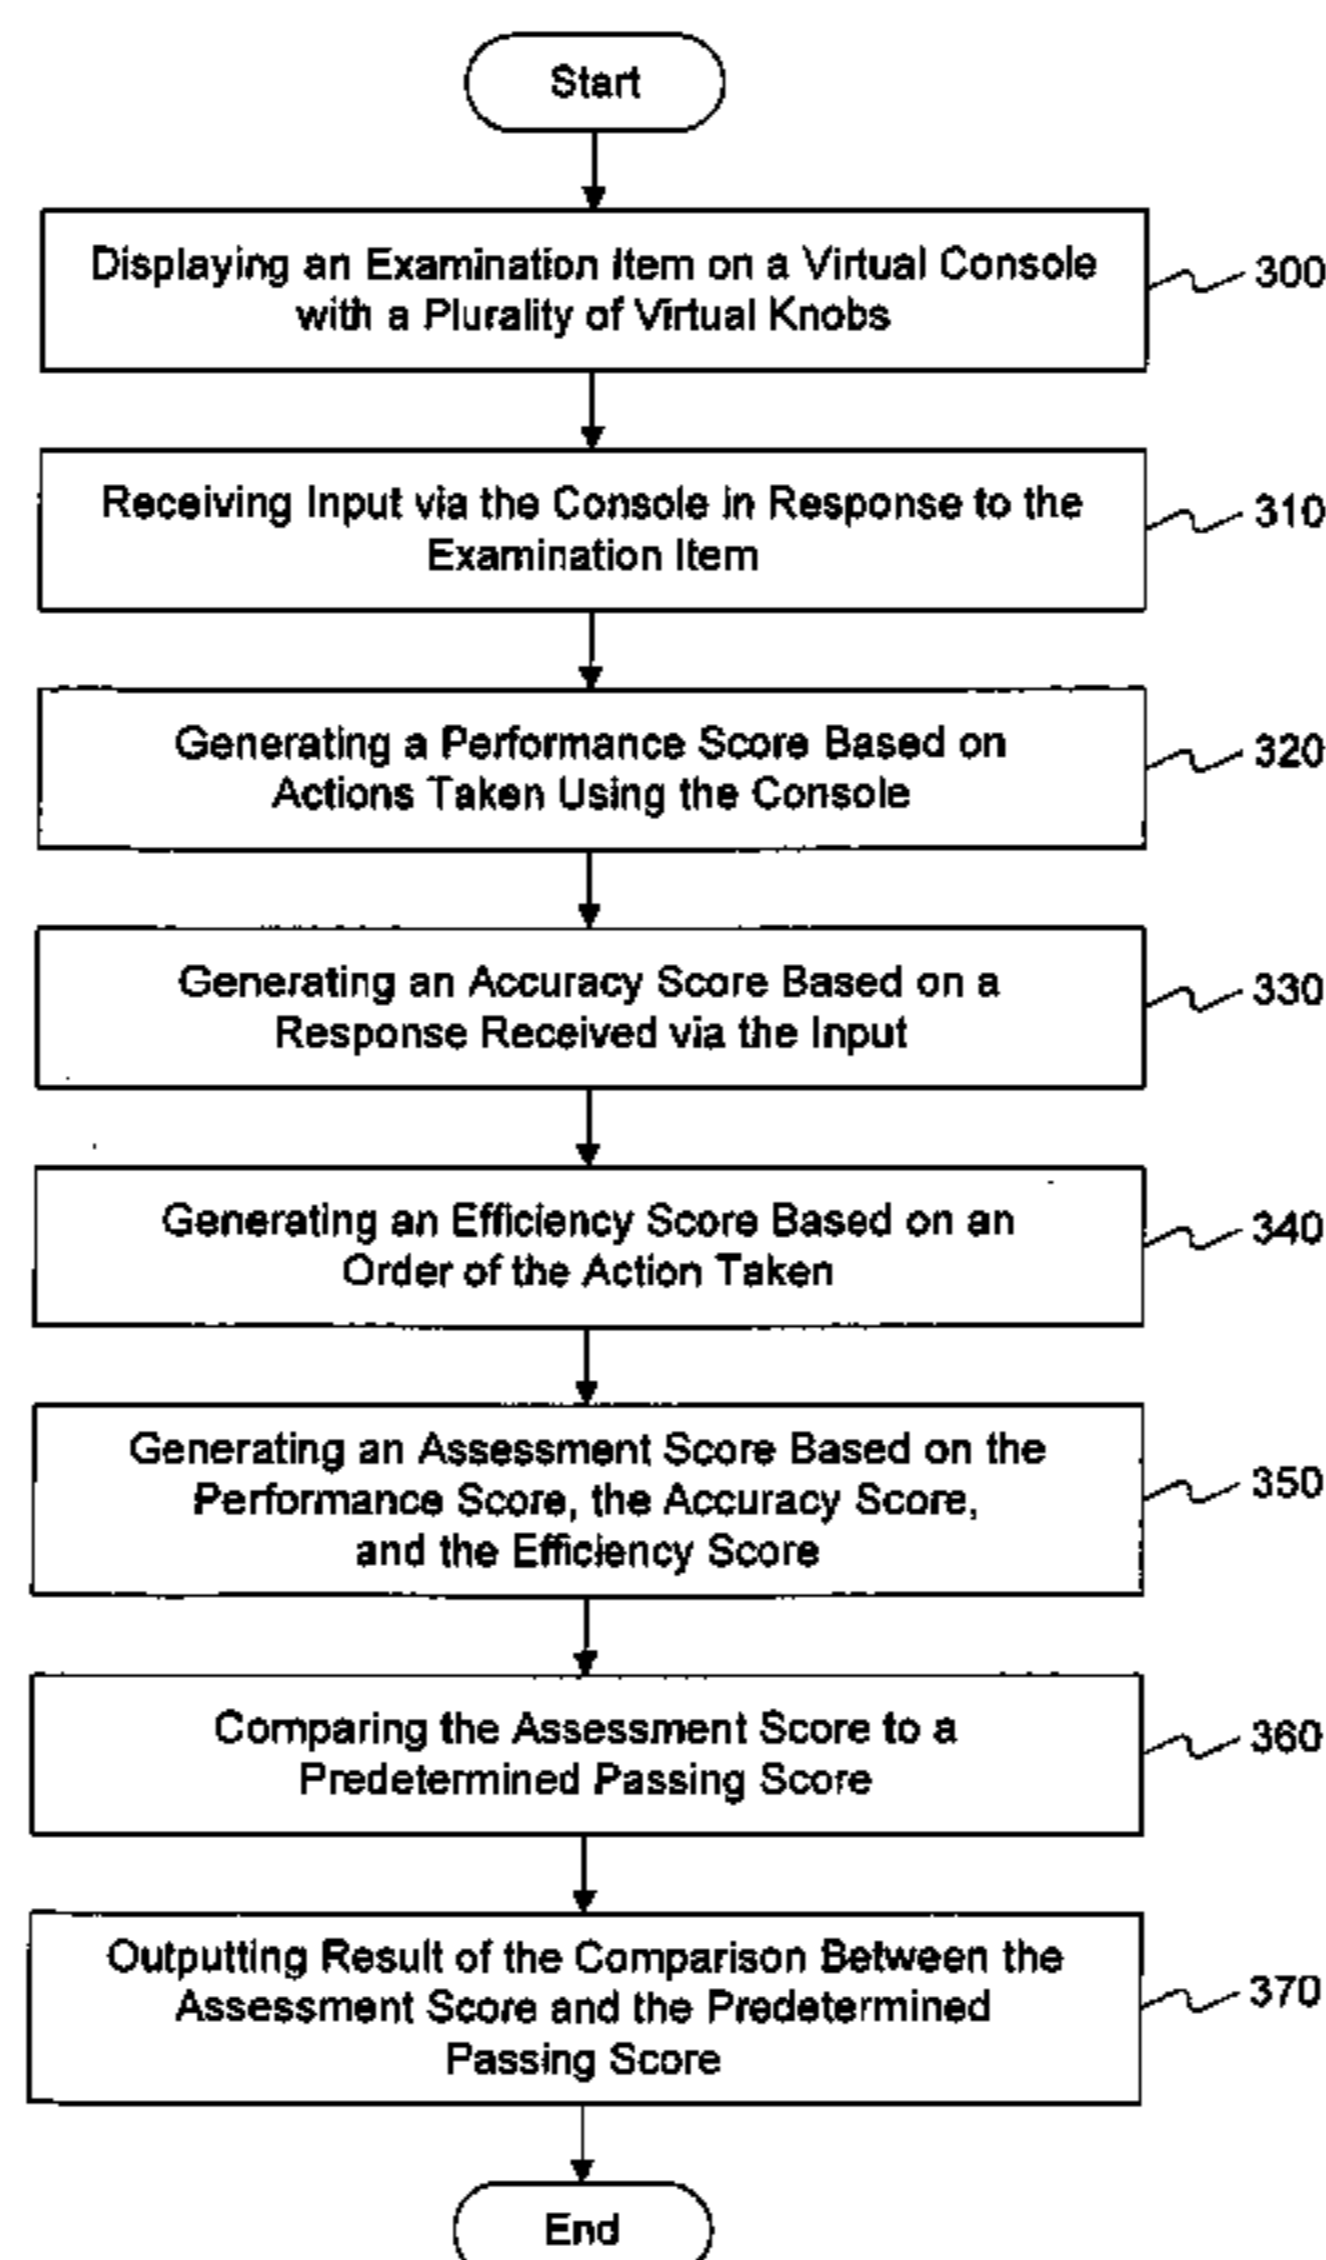 Start
Displaying an Examination Item on a Virtual Console
with a Plurality of Virtual Knobs
300
Receiving Input via the Console in Response to the
Examination Item
310
Generating a Performance Score Based on
Actions Taken Using the Console
320
Generating an Accuracy Score Based on a
Response Received via the Input
330
Generating an Efficiency Score Based on an
Order of the Action Taken
340
Generating an Assessment Score Based on the
Performance Score, the Accuracy Score,
and the Efficiency Score
350
Comparing the Assessment Score to a
Predetermined Passing Score
360
Outputting Result of the Comparison Between the
Assessment Score and the Predetermined
Passing Score
370
End